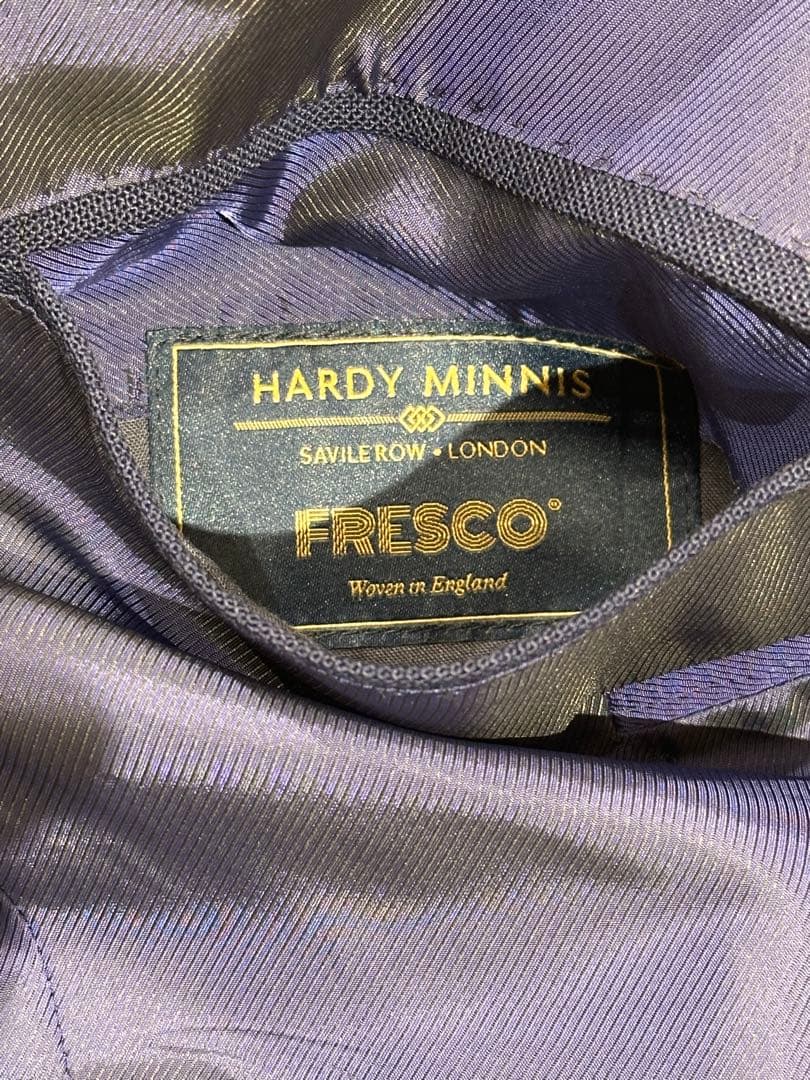 HARDY MINNIS
SAVILE ROW • LONDON
FRESCO®
Woven in England